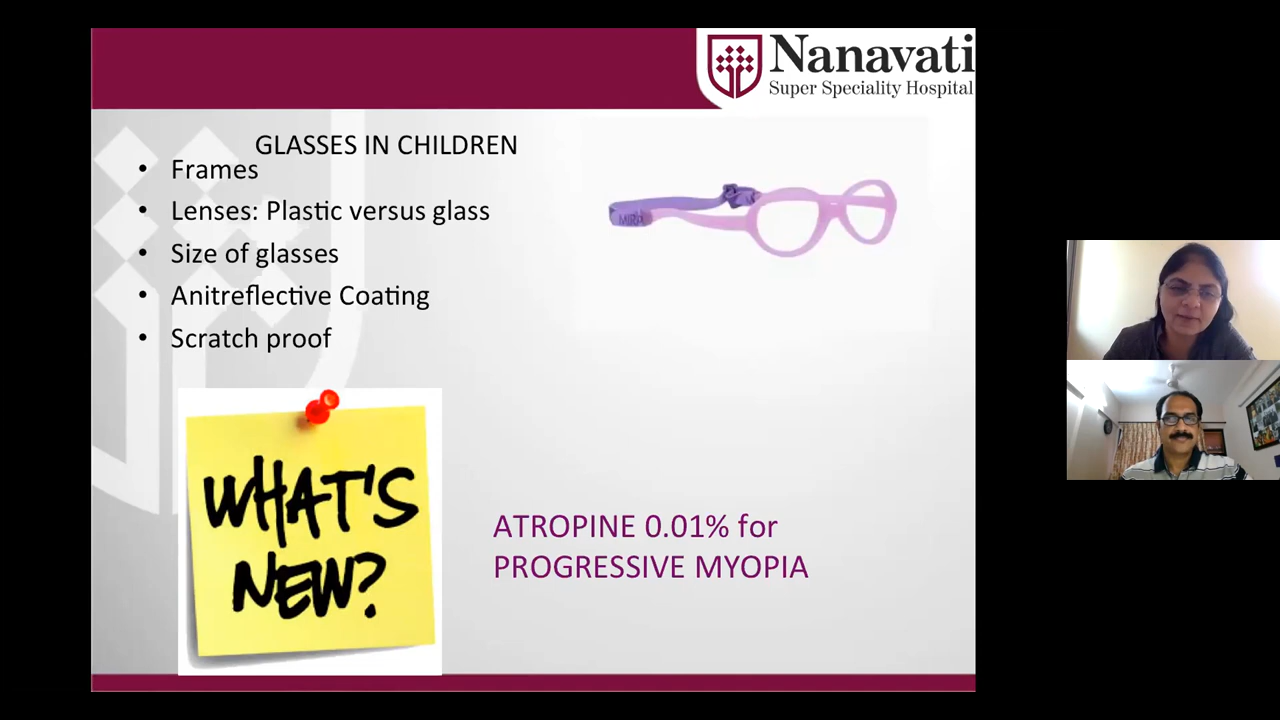 Nanavati
Super Speciality Hospital
GLASSES IN CHILDREN
• Frames
• Lenses: Plastic versus glass
• Size of glasses
• Anitreflective Coating
• Scratch proof
MIRA
WHAT'S
NEW?
ATROPINE 0.01% for
PROGRESSIVE MYOPIA